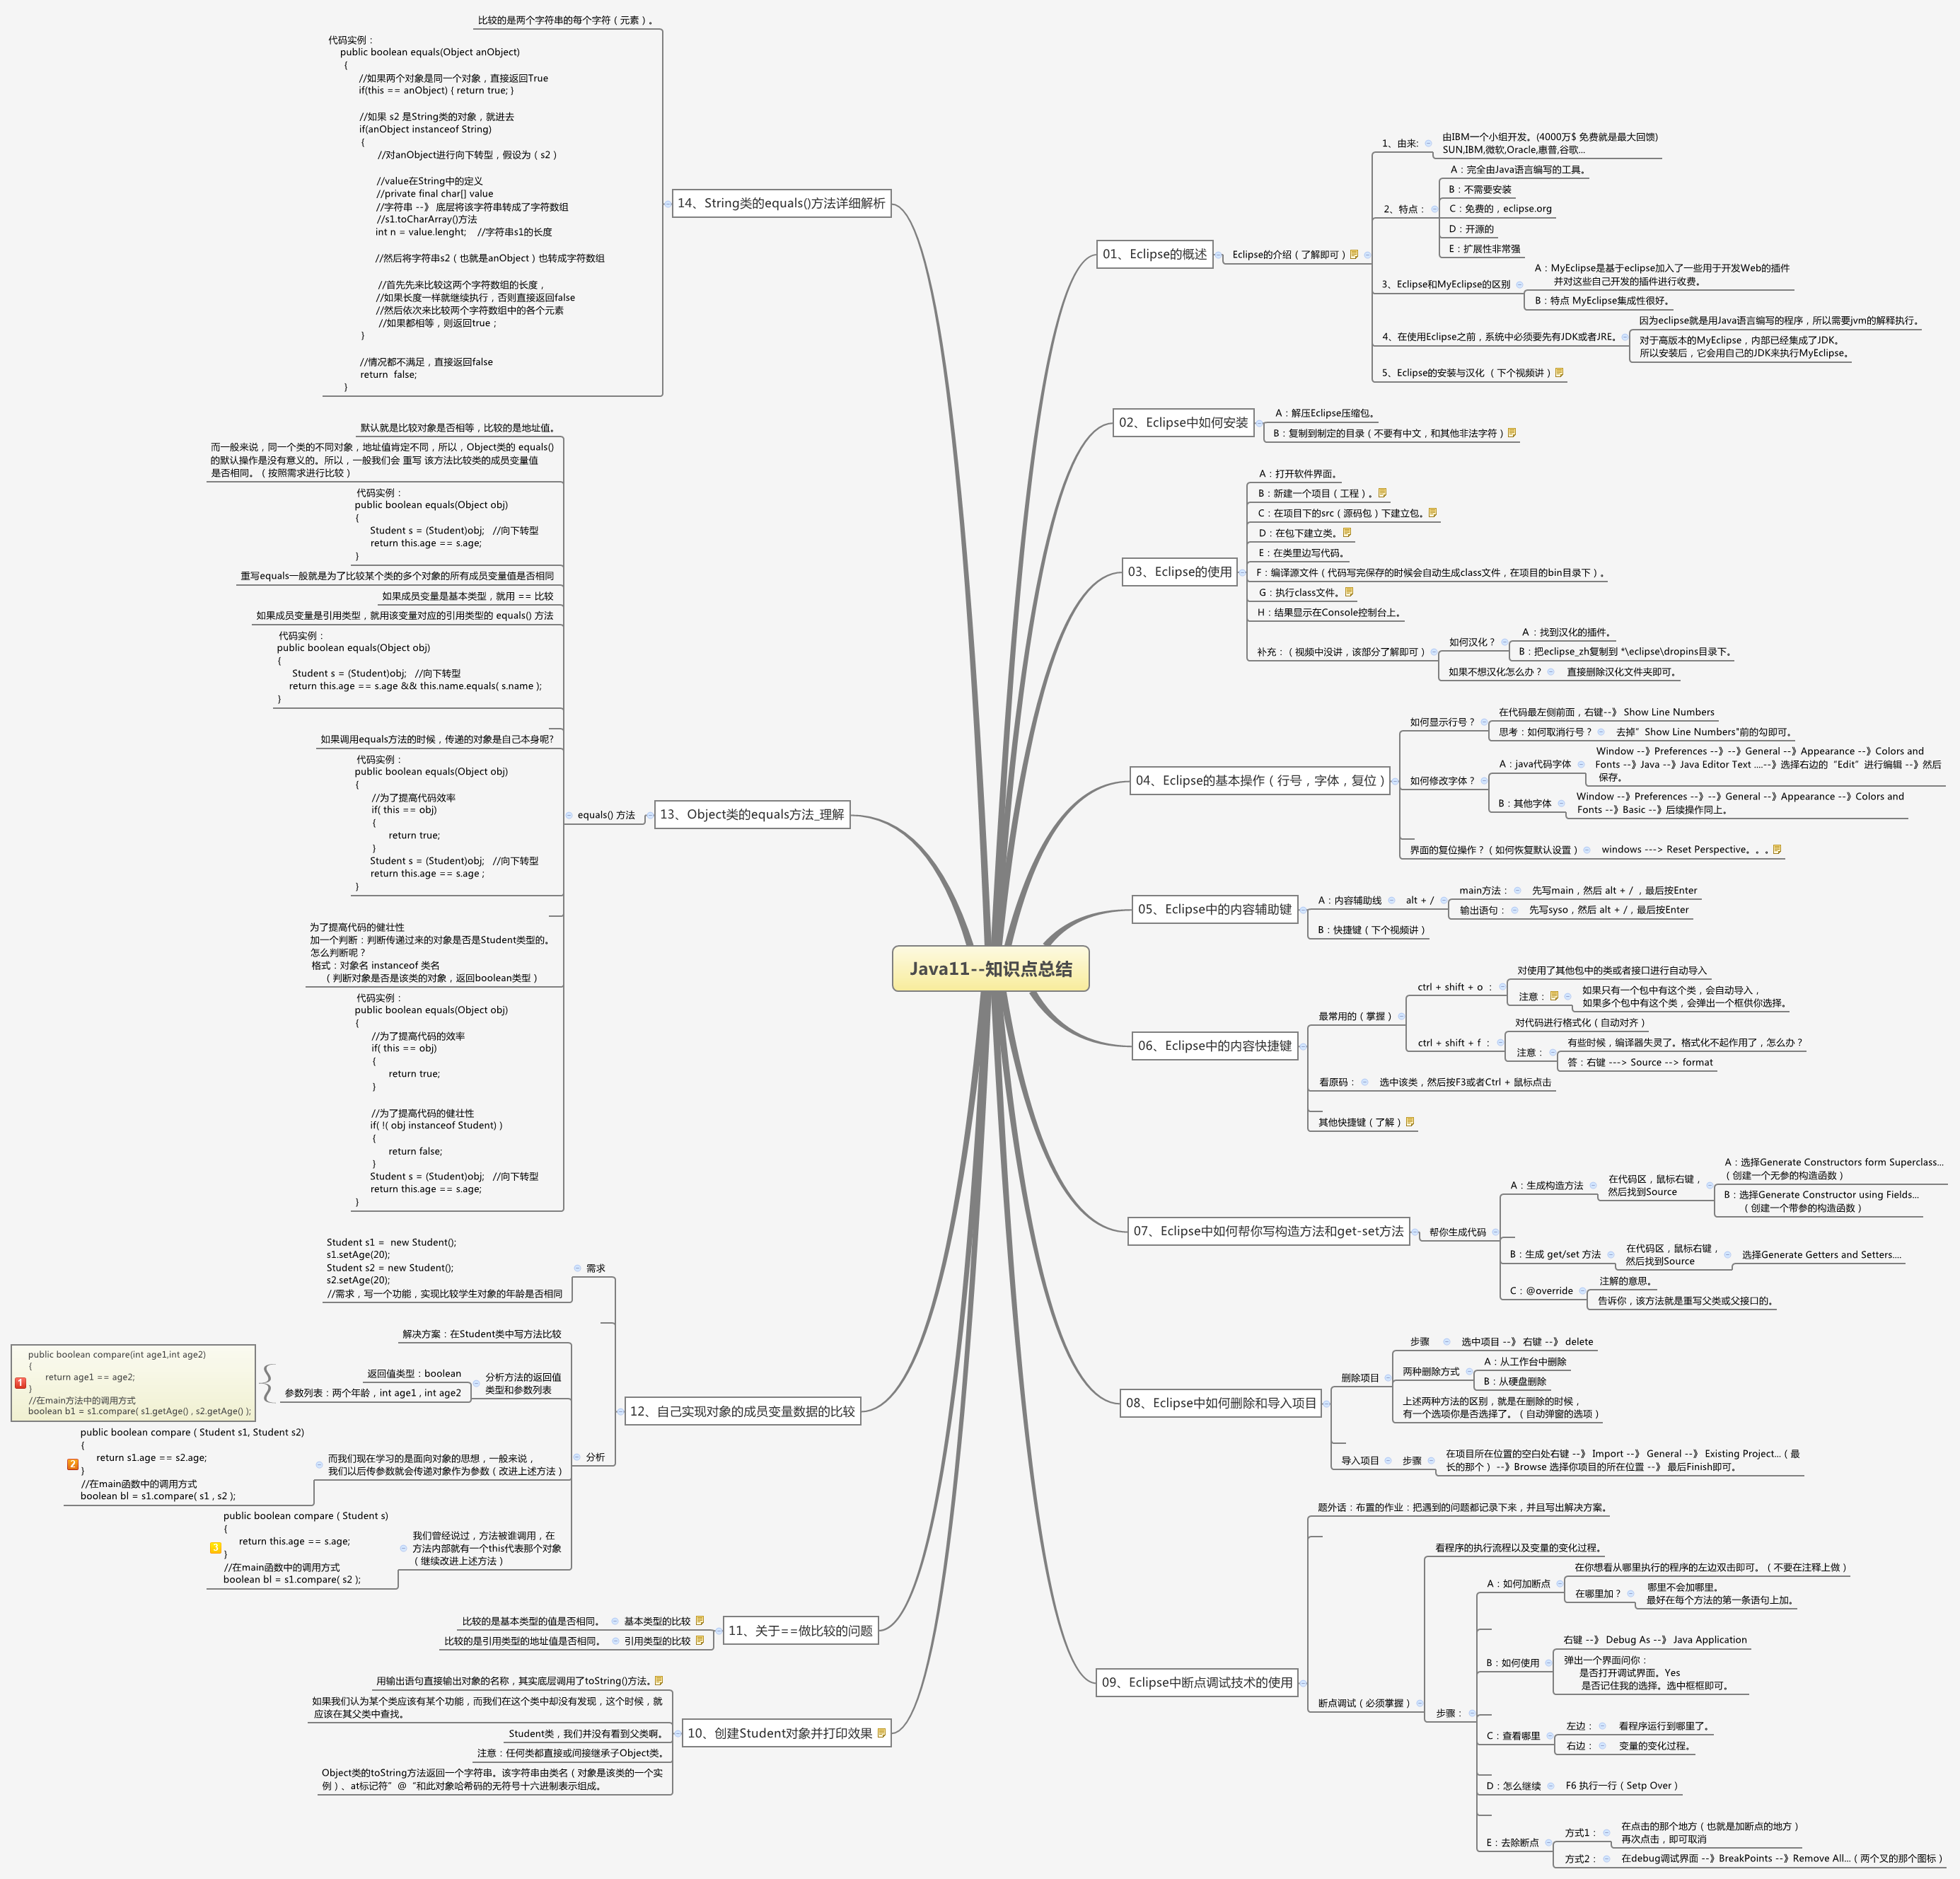 Java11--知识点总结
01、Eclipse的概述
Eclipse的介绍（了解即可）
1、由来:
由IBM一个小组开发。(4000万$ 免费就是最大回馈)
SUN,IBM,微软,Oracle,惠普,谷歌...
2、特点：
A：完全由Java语言编写的工具。
B：不需要安装
C：免费的，eclipse.org
D：开源的
E：扩展性非常强
3、Eclipse和MyEclipse的区别
A：MyEclipse是基于eclipse加入了一些用于开发Web的插件
并对这些自己开发的插件进行收费。
B：特点 MyEclipse集成性很好。
4、在使用Eclipse之前，系统中必须要先有JDK或者JRE。
因为eclipse就是用Java语言编写的程序，所以需要jvm的解释执行。
对于高版本的MyEclipse，内部已经集成了JDK。
所以安装后，它会用自己的JDK来执行MyEclipse。
5、Eclipse的安装与汉化 （下个视频讲）
02、Eclipse中如何安装
A：解压Eclipse压缩包。
B：复制到制定的目录（不要有中文，和其他非法字符）
03、Eclipse的使用
A：打开软件界面。
B：新建一个项目（工程）。
C：在项目下的src（源码包）下建立包。
D：在包下建立类。
E：在类里边写代码。
F：编译源文件（代码写完保存的时候会自动生成class文件，在项目的bin目录下）。
G：执行class文件。
H：结果显示在Console控制台上。
补充：（视频中没讲，该部分了解即可）
如何汉化？
A ：找到汉化的插件。
B：把eclipse_zh复制到 *\eclipse\dropins目录下。
如果不想汉化怎么办？
直接删除汉化文件夹即可。
04、Eclipse的基本操作（行号，字体，复位）
如何显示行号？
在代码最左侧前面，右键--》 Show Line Numbers
思考：如何取消行号？
去掉”Show Line Numbers"前的勾即可。
如何修改字体？
A：java代码字体
Window --》Preferences --》--》General --》Appearance --》Colors and
Fonts --》Java --》Java Editor Text ....--》选择右边的“Edit”进行编辑 --》然后
保存。
B：其他字体
Window --》Preferences --》--》General --》Appearance --》Colors and
Fonts --》Basic --》后续操作同上。
界面的复位操作？（如何恢复默认设置）
windows ---> Reset Perspective。。。
05、Eclipse中的内容辅助键
A：内容辅助线
alt + /
main方法：
先写main，然后 alt + / ，最后按Enter
输出语句：
先写syso，然后 alt + /，最后按Enter
B：快捷键（下个视频讲）
06、Eclipse中的内容快捷键
最常用的（掌握）
ctrl + shift + o ：
对使用了其他包中的类或者接口进行自动导入
注意：
如果只有一个包中有这个类，会自动导入，
如果多个包中有这个类，会弹出一个框供你选择。
ctrl + shift + f ：
对代码进行格式化（自动对齐）
注意：
有些时候，编译器失灵了。格式化不起作用了，怎么办？
答：右键 ---> Source --> format
看原码：
选中该类，然后按F3或者Ctrl + 鼠标点击
其他快捷键（了解）
07、Eclipse中如何帮你写构造方法和get-set方法
帮你生成代码
A：生成构造方法
在代码区，鼠标右键，
然后找到Source
A：选择Generate Constructors form Superclass...
（创建一个无参的构造函数）
B：选择Generate Constructor using Fields...
（创建一个带参的构造函数）
B：生成 get/set 方法
在代码区，鼠标右键，
然后找到Source
选择Generate Getters and Setters....
C：@override
注解的意思。
告诉你，该方法就是重写父类或父接口的。
08、Eclipse中如何删除和导入项目
删除项目
步骤
选中项目 --》 右键 --》 delete
两种删除方式
A：从工作台中删除
B：从硬盘删除
上述两种方法的区别，就是在删除的时候，
有一个选项你是否选择了。（自动弹窗的选项）
导入项目
步骤
在项目所在位置的空白处右键 --》 Import --》 General --》 Existing Project...（最
长的那个） --》Browse 选择你项目的所在位置 --》 最后Finish即可。
09、Eclipse中断点调试技术的使用
题外话：布置的作业：把遇到的问题都记录下来，并且写出解决方案。
断点调试（必须掌握）
看程序的执行流程以及变量的变化过程。
步骤：
A：如何加断点
在你想看从哪里执行的程序的左边双击即可。（不要在注释上做）
在哪里加？
哪里不会加哪里。
最好在每个方法的第一条语句上加。
B：如何使用
右键 --》 Debug As --》 Java Application
弹出一个界面问你：
是否打开调试界面。Yes
是否记住我的选择。选中框框即可。
C：查看哪里
左边：
看程序运行到哪里了。
右边：
变量的变化过程。
D：怎么继续
F6 执行一行（Setp Over）
E：去除断点
方式1：
在点击的那个地方（也就是加断点的地方）
再次点击，即可取消
方式2：
在debug调试界面 --》BreakPoints --》Remove All...（两个叉的那个图标）
10、创建Student对象并打印效果
用输出语句直接输出对象的名称，其实底层调用了toString()方法。
如果我们认为某个类应该有某个功能，而我们在这个类中却没有发现，这个时候，就
应该在其父类中查找。
Student类，我们并没有看到父类啊。
注意：任何类都直接或间接继承子Object类。
Object类的toString方法返回一个字符串。该字符串由类名（对象是该类的一个实
例）、at标记符”@“和此对象哈希码的无符号十六进制表示组成。
11、关于==做比较的问题
基本类型的比较
比较的是基本类型的值是否相同。
引用类型的比较
比较的是引用类型的地址值是否相同。
12、自己实现对象的成员变量数据的比较
需求
Student s1 =  new Student();
s1.setAge(20);
Student s2 = new Student();
s2.setAge(20);
//需求，写一个功能，实现比较学生对象的年龄是否相同
分析
解决方案：在Student类中写方法比较
分析方法的返回值
类型和参数列表
返回值类型：boolean
参数列表：两个年龄，int age1 , int age2
1
public boolean compare(int age1,int age2)
{
return age1 == age2;
}
//在main方法中的调用方式
boolean b1 = s1.compare( s1.getAge() , s2.getAge() );
而我们现在学习的是面向对象的思想，一般来说，
我们以后传参数就会传递对象作为参数（改进上述方法）
2
public boolean compare ( Student s1, Student s2)
{
return s1.age == s2.age;
}
//在main函数中的调用方式
boolean bl = s1.compare( s1 , s2 );
我们曾经说过，方法被谁调用，在
方法内部就有一个this代表那个对象
（继续改进上述方法）
3
public boolean compare ( Student s)
{
return this.age == s.age;
}
//在main函数中的调用方式
boolean bl = s1.compare( s2 );
13、Object类的equals方法_理解
equals() 方法
默认就是比较对象是否相等，比较的是地址值。
而一般来说，同一个类的不同对象，地址值肯定不同，所以，Object类的 equals()
的默认操作是没有意义的。所以，一般我们会 重写 该方法比较类的成员变量值
是否相同。（按照需求进行比较）
代码实例：
public boolean equals(Object obj)
{
Student s = (Student)obj;   //向下转型
return this.age == s.age;
}
重写equals一般就是为了比较某个类的多个对象的所有成员变量值是否相同
如果成员变量是基本类型，就用 == 比较
如果成员变量是引用类型，就用该变量对应的引用类型的 equals() 方法
代码实例：
public boolean equals(Object obj)
{
Student s = (Student)obj;   //向下转型
return this.age == s.age && this.name.equals( s.name );
}
如果调用equals方法的时候，传递的对象是自己本身呢?
代码实例：
public boolean equals(Object obj)
{
//为了提高代码效率
if( this == obj)
{
return true;
}
Student s = (Student)obj;   //向下转型
return this.age == s.age ;
}
为了提高代码的健壮性
加一个判断：判断传递过来的对象是否是Student类型的。
怎么判断呢？
格式：对象名 instanceof 类名
（判断对象是否是该类的对象，返回boolean类型）
代码实例：
public boolean equals(Object obj)
{
//为了提高代码的效率
if( this == obj)
{
return true;
}
//为了提高代码的健壮性
if( !( obj instanceof Student) )
{
return false;
}
Student s = (Student)obj;   //向下转型
return this.age == s.age;
}
14、String类的equals()方法详细解析
比较的是两个字符串的每个字符（元素）。
代码实例：
public boolean equals(Object anObject)
{
//如果两个对象是同一个对象，直接返回True
if(this == anObject) { return true; }
//如果 s2 是String类的对象，就进去
if(anObject instanceof String)
{
//对anObject进行向下转型，假设为（s2）
//value在String中的定义
//private final char[] value
//字符串 --》 底层将该字符串转成了字符数组
//s1.toCharArray()方法
int n = value.lenght;    //字符串s1的长度
//然后将字符串s2（也就是anObject）也转成字符数组
//首先先来比较这两个字符数组的长度，
//如果长度一样就继续执行，否则直接返回false
//然后依次来比较两个字符数组中的各个元素
//如果都相等，则返回true；
}
//情况都不满足，直接返回false
return  false;
}